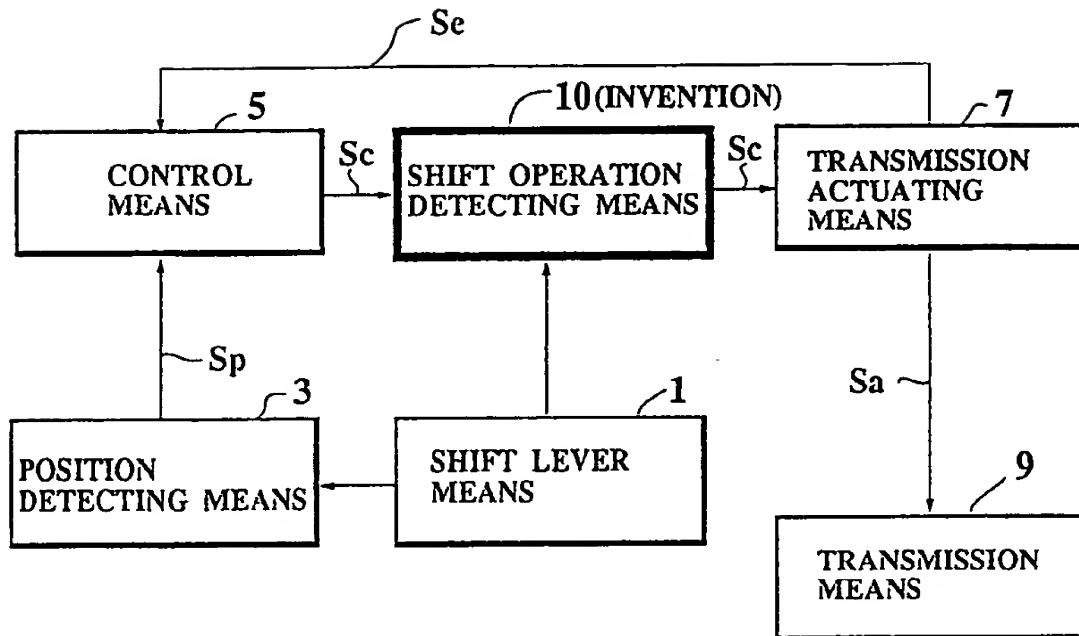 Se
10(INVENTION)
5
7
CONTROL
MEANS
Sc
SHIFT OPERATION
DETECTING MEANS
Sc
TRANSMISSION
ACTUATING
MEANS
Sp
Sa
3
1
9
POSITION
DETECTING MEANS
SHIFT LEVER
MEANS
TRANSMISSION
MEANS